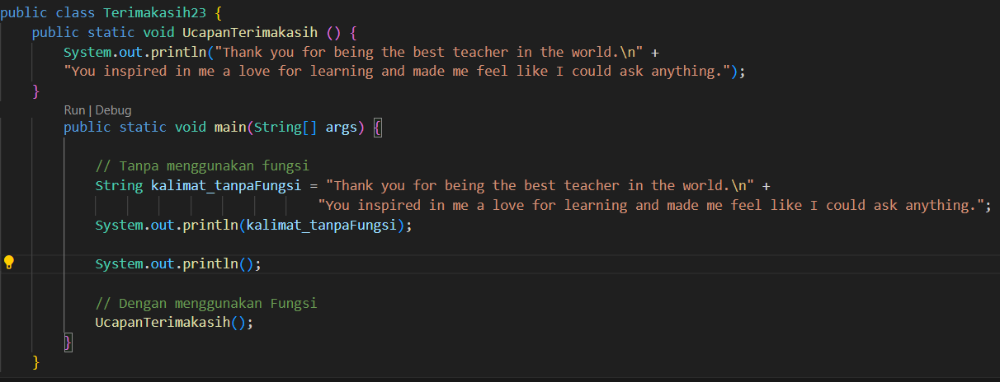 public class Terimakasih23 {
public static void UcapanTerimakasih () {
System.out.println("Thank you for being the best teacher in the world.\n" +
"You inspired in me a love for learning and made me feel like I could ask anything.");
}
Run | Debug
public static void main(String[] args) {
// Tanpa menggunakan fungsi
String kalimat_tanpaFungsi = "Thank you for being the best teacher in the world.\n" +
"You inspired in me a love for learning and made me feel like I could ask anything.";
System.out.println(kalimat_tanpaFungsi);
System.out.println();
// Dengan menggunakan Fungsi
UcapanTerimakasih();
}
}